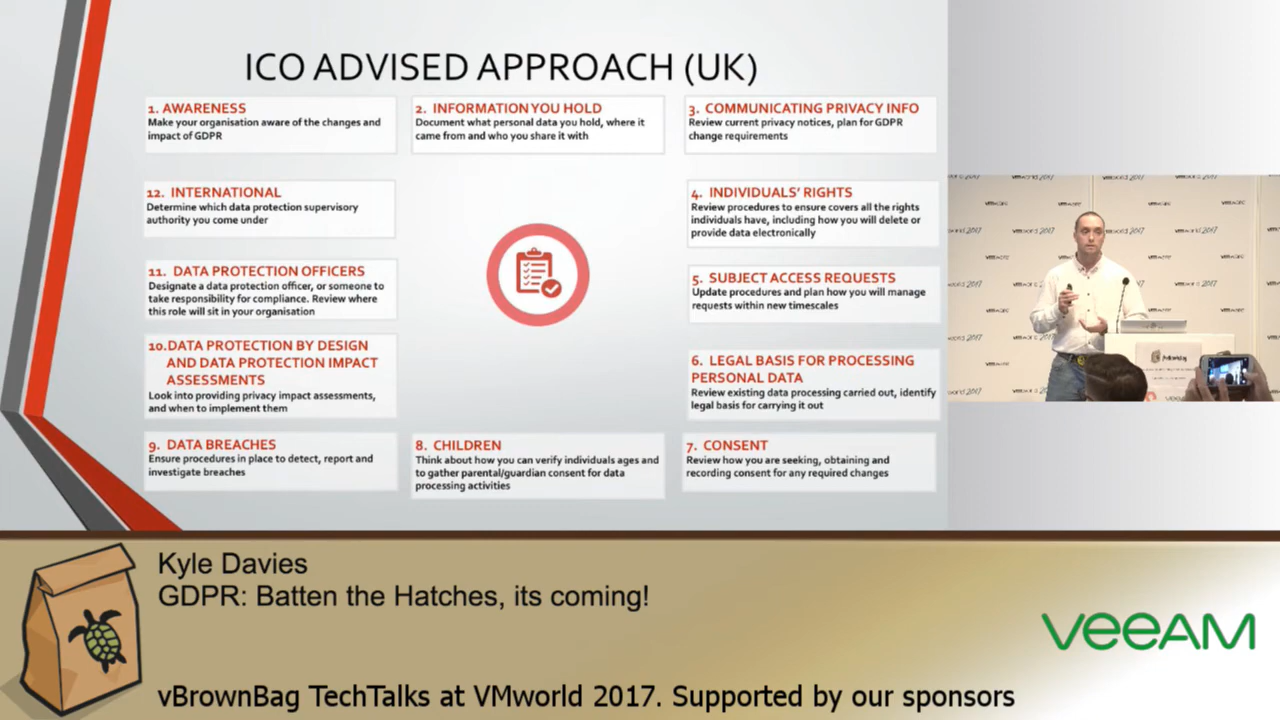 ICO ADVISED APPROACH (UK)
1. AWARENESS
Make your organisation aware of the changes and
impact of GDPR
2. INFORMATION YOU HOLD
Document what personal data you hold, where it
came from and who you share it with
3. COMMUNICATING PRIVACY INFO
Review current privacy notices, plan for GDPR
change requirements
4. INDIVIDUALS' RIGHTS
Review procedures to ensure covers all the rights
individuals have, including how you will delete or
provide data electronically
5. SUBJECT ACCESS REQUESTS
Update procedures and plan how you will manage
requests within new timescales
6. LEGAL BASIS FOR PROCESSING
PERSONAL DATA
Review existing data processing carried out, identify
legal basis for carrying it out
7. CONSENT
Review how you are seeking, obtaining and
recording consent for any required changes
8. CHILDREN
Think about how you can verify individuals ages and
to gather parental/guardian consent for data
processing activities
9. DATA BREACHES
Ensure procedures in place to detect, report and
investigate breaches
10.DATA PROTECTION BY DESIGN
AND DATA PROTECTION IMPACT
ASSESSMENTS
Look into providing privacy impact assessments,
and when to implement them
11. DATA PROTECTION OFFICERS
Designate a data protection officer, or someone to
take responsibility for compliance. Review where
this role will sit in your organisation
12. INTERNATIONAL
Determine which data protection supervisory
authority you come under
Kyle Davies
GDPR: Batten the Hatches, its coming!
veeAM
vBrownBag TechTalks at VMworld 2017. Supported by our sponsors